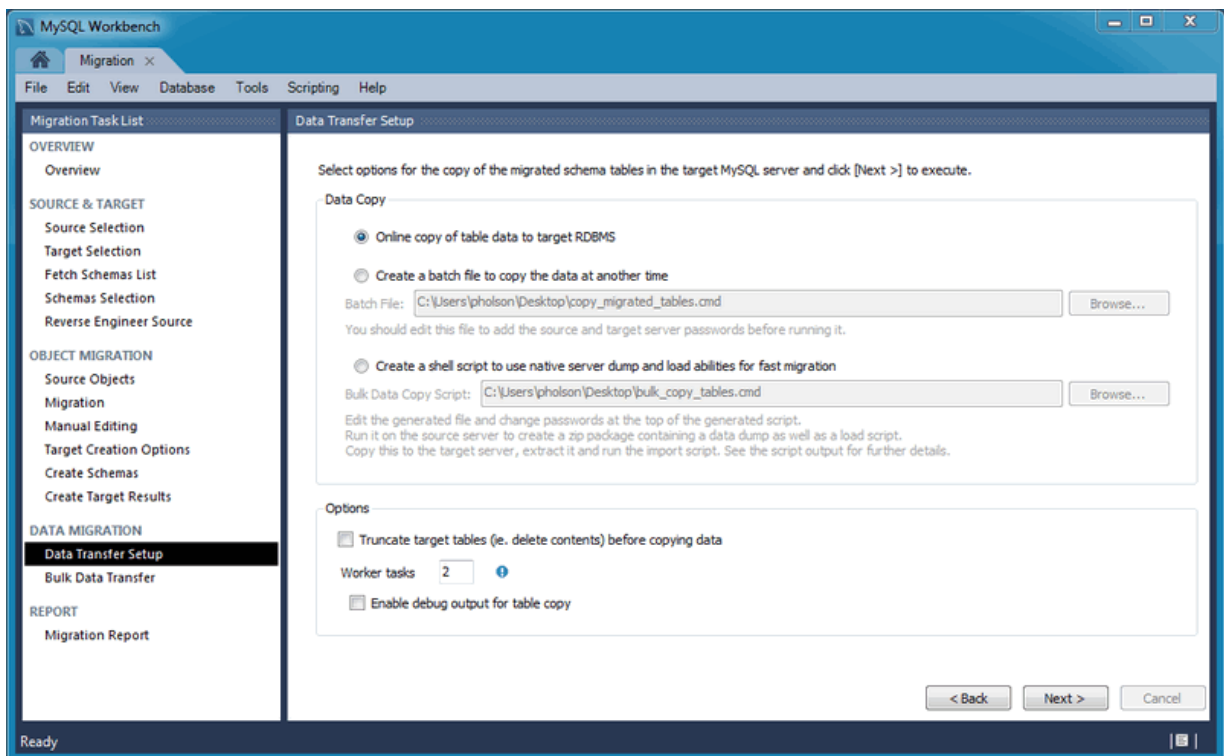 MySQL Workbench
Migration
File Edit View Database Tools Scripting Help
Migration Task List
OVERVIEW
Overview
SOURCE & TARGET
Source Selection
Target Selection
Fetch Schemas List
Schemas Selection
Reverse Engineer Source
OBJECT MIGRATION
Source Objects
Migration
Manual Editing
Target Creation Options
Create Schemas
Create Target Results
DATA MIGRATION
Data Transfer Setup
Bulk Data Transfer
REPORT
Migration Report
Data Transfer Setup
Select options for the copy of the migrated schema tables in the target MySQL server and click [Next >] to execute.
Data Copy
Online copy of table data to target RDBMS
Create a batch file to copy the data at another time
Batch File: C:\Users\pholson\Desktop\copy_migrated_tables.cmd Browse...
You should edit this file to add the source and target server passwords before running it.
Create a shell script to use native server dump and load abilities for fast migration
Bulk Data Copy Script: C:\Users\pholson\Desktop\bulk_copy_tables.cmd Browse...
Edit the generated file and change passwords at the top of the generated script.
Run it on the source server to create a zip package containing a data dump as well as a load script.
Copy this to the target server, extract it and run the import script. See the script output for further details.
Options
Truncate target tables (ie. delete contents) before copying data
Worker tasks 2
Enable debug output for table copy
< Back Next > Cancel
Ready